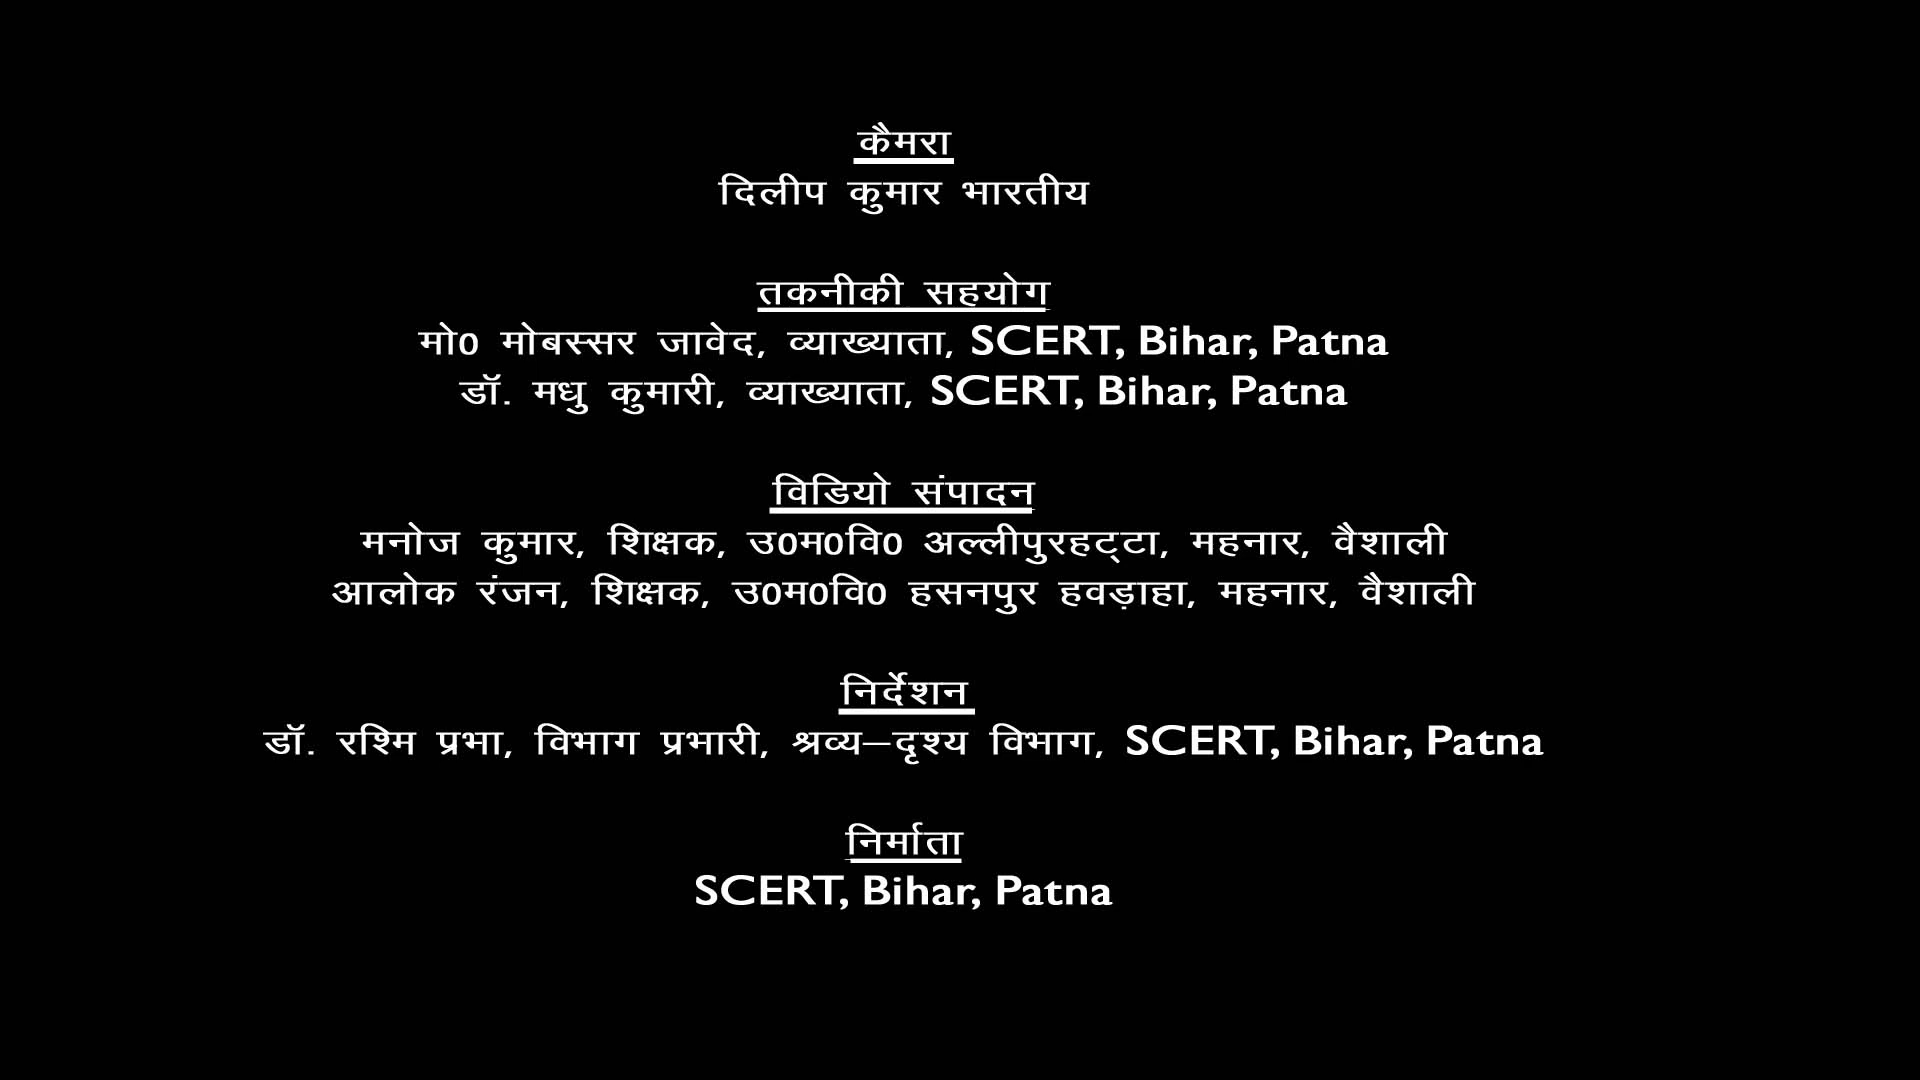 कैमरा
दिलीप कुमार भारतीय
तकनीकी सहयोग
मो0 मोबस्सर जावेद, व्याख्याता, SCERT, Bihar, Patna
डॉ. मधु कुमारी, व्याख्याता, SCERT, Bihar, Patna
विडियो संपादन
मनोज कुमार, शिक्षक, उ0म0वि0 अल्लीपुरहट्टा, महनार, वैशाली
आलोक रंजन, शिक्षक, उ0म0वि0 हसनपुर हवड़ाहा, महनार, वैशाली
निर्देशन
डॉ. रश्मि प्रभा, विभाग प्रभारी, श्रव्य–दृश्य विभाग, SCERT, Bihar, Patna
निर्माता
SCERT, Bihar, Patna